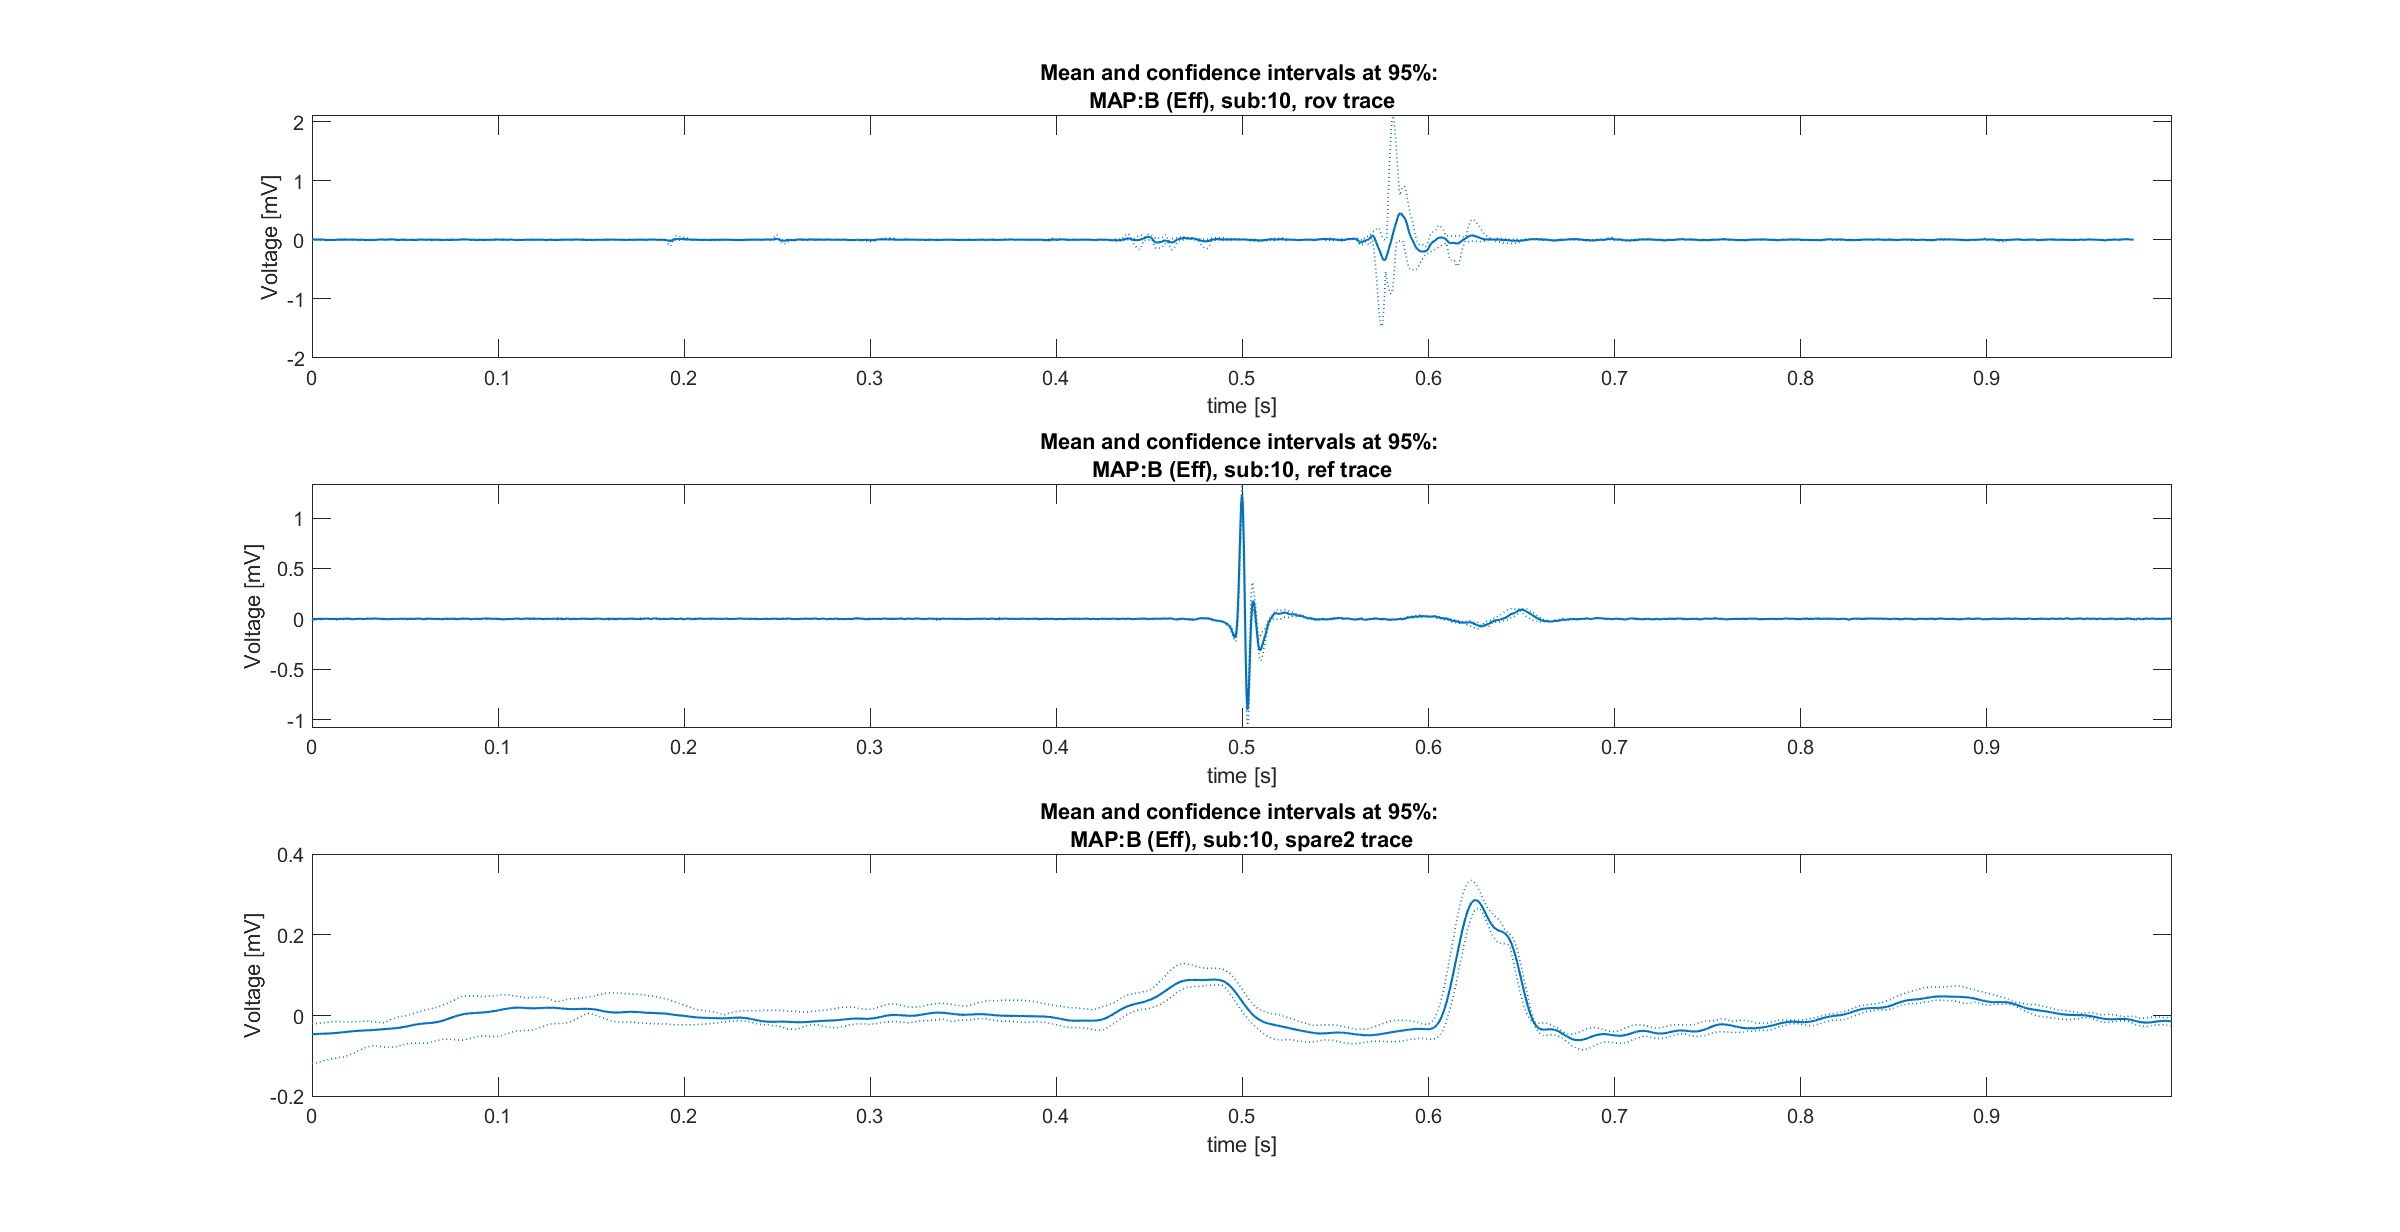 Mean and confidence intervals at 95%:
MAP:B (Eff), sub:10, rov trace
Voltage [mV]
2
1
0
-1
-2
0 0.1 0.2 0.3 0.4 0.5 0.6 0.7 0.8 0.9
time [s]
Mean and confidence intervals at 95%:
MAP:B (Eff), sub:10, ref trace
Voltage [mV]
1
0.5
0
-0.5
-1
0 0.1 0.2 0.3 0.4 0.5 0.6 0.7 0.8 0.9
time [s]
Mean and confidence intervals at 95%:
MAP:B (Eff), sub:10, spare2 trace
Voltage [mV]
0.4
0.2
0
-0.2
0 0.1 0.2 0.3 0.4 0.5 0.6 0.7 0.8 0.9
time [s]